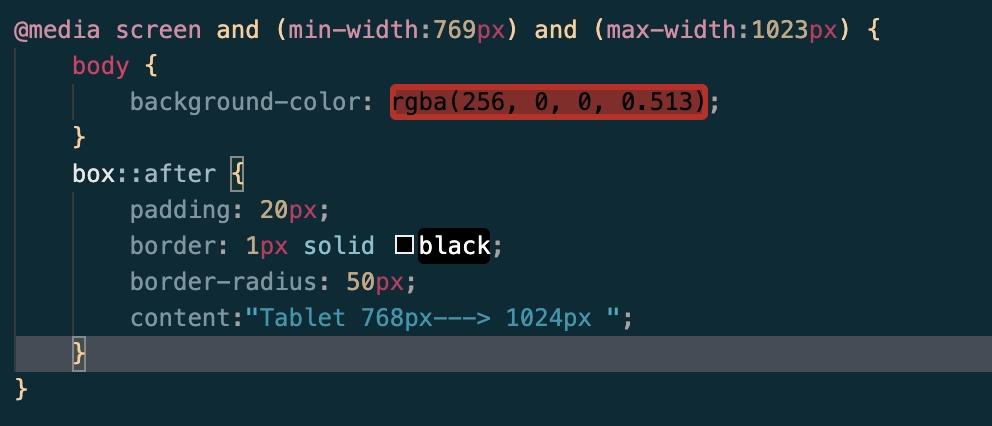 @media screen and (min-width:769px) and (max-width:1023px) {
body {
background-color: rgba(256, 0, 0, 0.513);
}
box::after {
padding: 20px;
border: 1px solid black;
border-radius: 50px;
content:"Tablet 768px---> 1024px ";
}
}